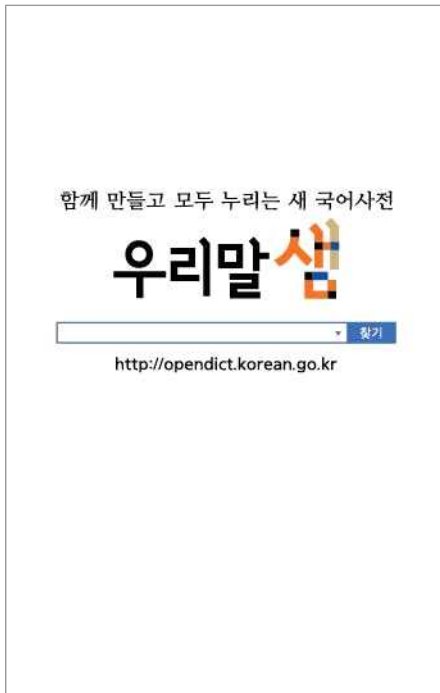 함께 만들고 모두 누리는 새 국어사전
우리말샘
찾기
http://opendict.korean.go.kr